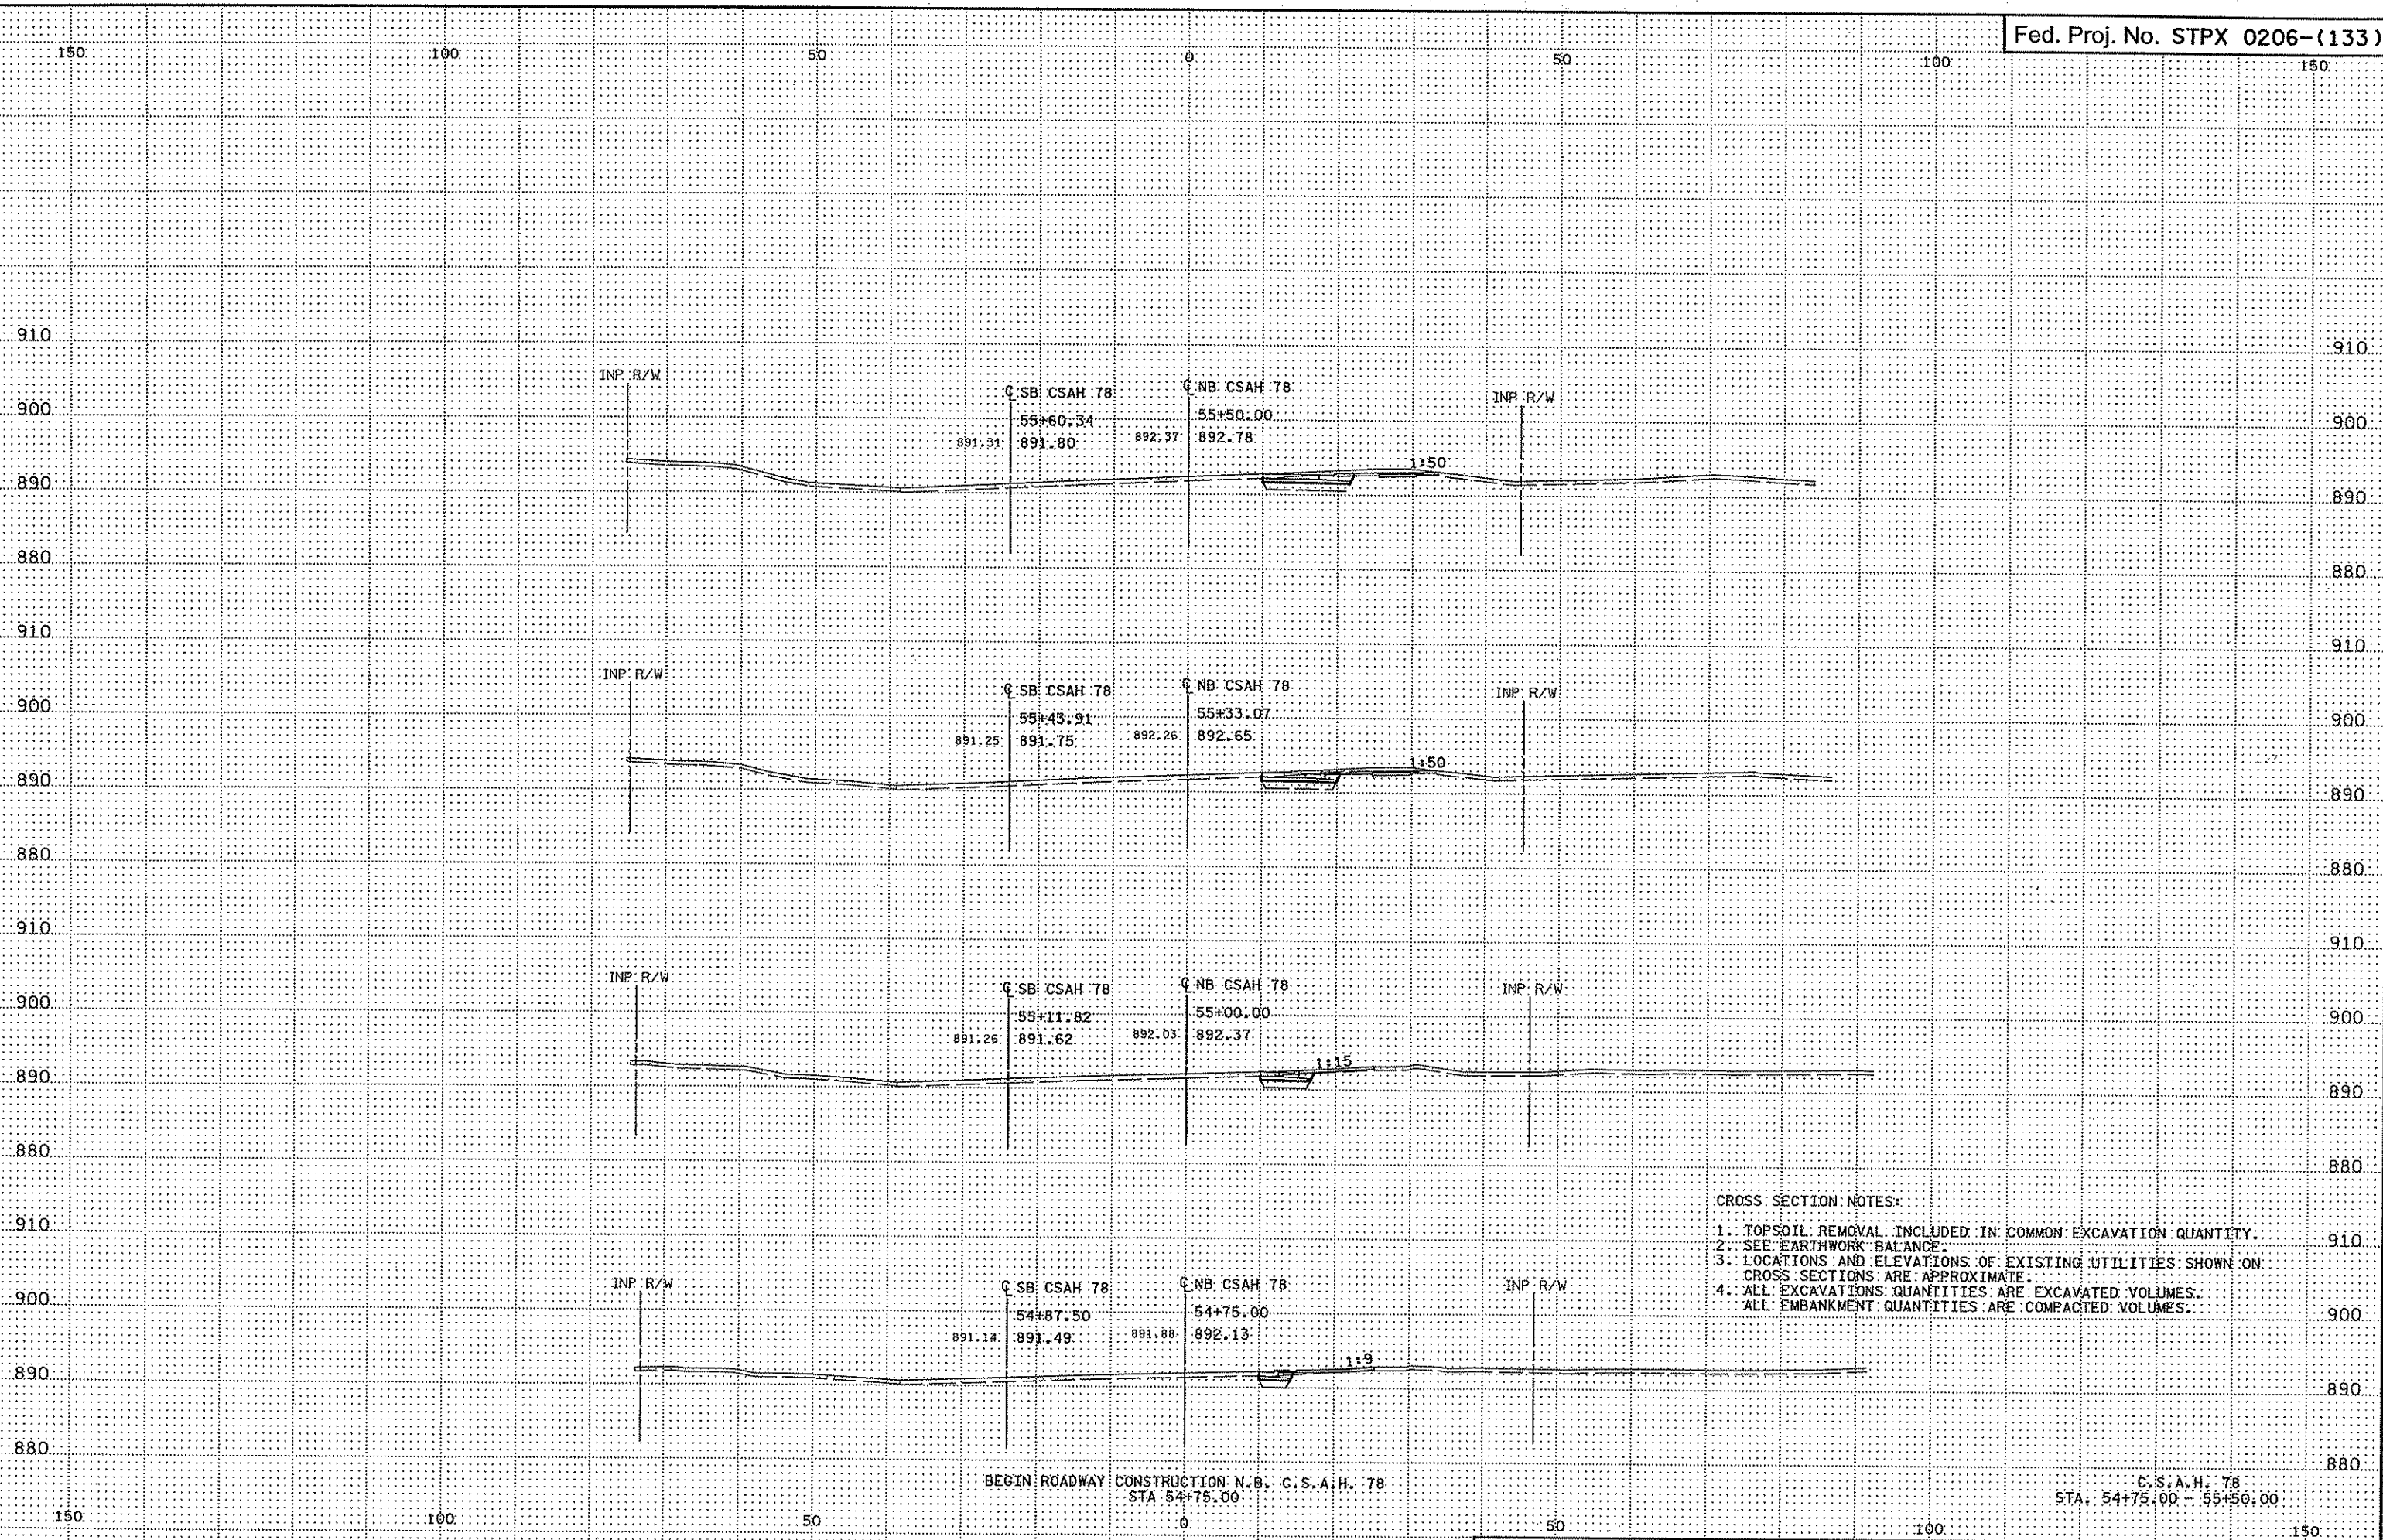 Fed. Proj. No. STPX 0206-(133)
150 100 50 0 50 100 150
910 910
INP R/W
℄ SB CSAH 78
℄ NB CSAH 78
INP R/W
900 900
55+60.34
55+50.00
891.31 891.80
892.37 892.78
1:50
890 890
880 880
910 910
INP R/W
℄ SB CSAH 78
℄ NB CSAH 78
INP R/W
900 900
55+43.91
55+33.07
891.25 891.75
892.26 892.65
1:50
890 890
880 880
910 910
INP R/W
℄ SB CSAH 78
℄ NB CSAH 78
INP R/W
900 900
55+11.82
55+00.00
891.26 891.62
892.03 892.37
1:15
890 890
880 880
910 910
INP R/W
℄ SB CSAH 78
℄ NB CSAH 78
INP R/W
900 900
54+87.50
54+75.00
891.14 891.49
891.88 892.13
1:9
890 890
880 880
CROSS SECTION NOTES:
1. TOPSOIL REMOVAL INCLUDED IN COMMON EXCAVATION QUANTITY.
2. SEE EARTHWORK BALANCE.
3. LOCATIONS AND ELEVATIONS OF EXISTING UTILITIES SHOWN ON
CROSS SECTIONS ARE APPROXIMATE.
4. ALL EXCAVATIONS QUANTITIES ARE EXCAVATED VOLUMES.
ALL EMBANKMENT QUANTITIES ARE COMPACTED VOLUMES.
BEGIN ROADWAY CONSTRUCTION N.B. C.S.A.H. 78
STA 54+75.00
C.S.A.H. 78
STA. 54+75.00 - 55+50.00
150 100 50 0 50 100 150